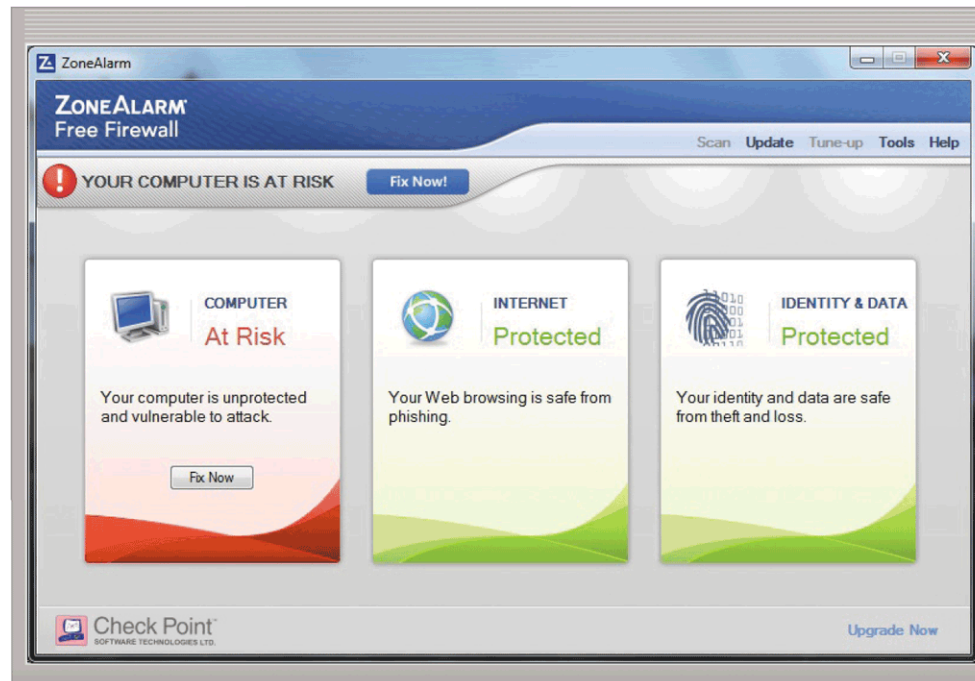 ZoneAlarm
ZONEALARM
Free Firewall
Scan Update Tune-up Tools Help
YOUR COMPUTER IS AT RISK Fix Now!
COMPUTER
At Risk
Your computer is unprotected
and vulnerable to attack.
Fix Now
INTERNET
Protected
Your Web browsing is safe from
phishing.
IDENTITY & DATA
Protected
Your identity and data are safe
from theft and loss.
Check Point™
SOFTWARE TECHNOLOGIES LTD.
Upgrade Now